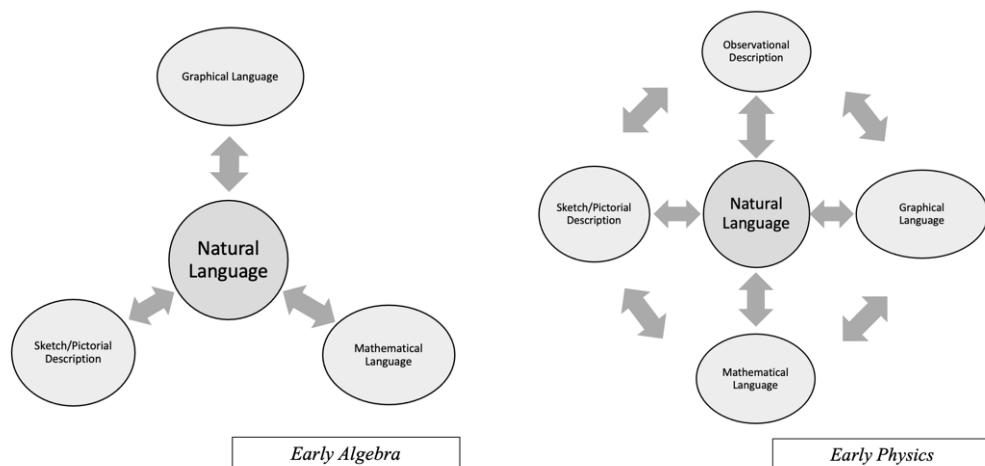 Graphical Language
Natural
Language
Sketch/Pictorial
Description
Mathematical
Language
Early Algebra
Observational
Description
Sketch/Pictorial
Description
Natural
Language
Graphical
Language
Mathematical
Language
Early Physics